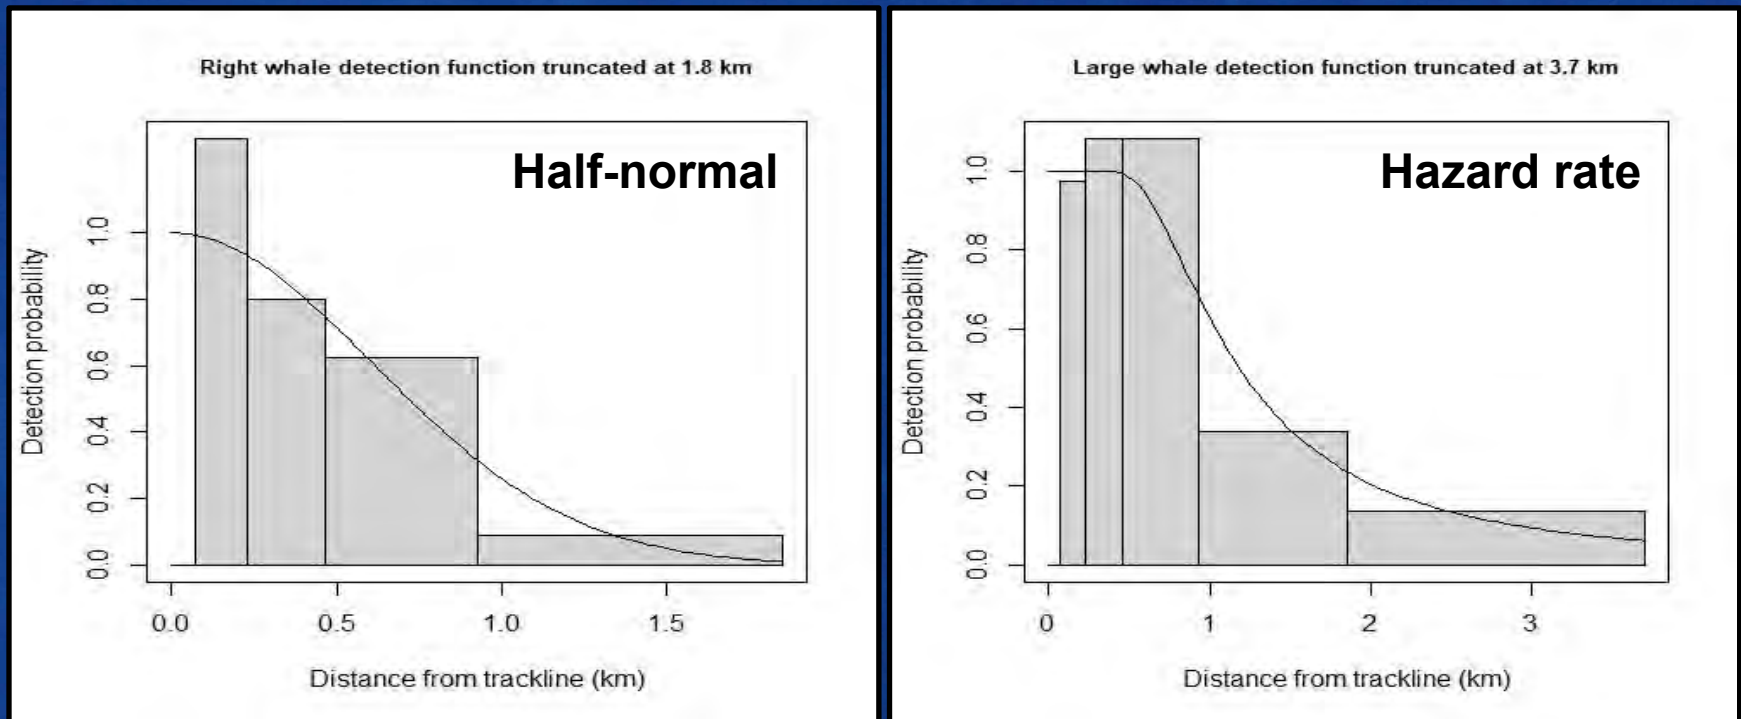 Right whale detection function truncated at 1.8 km
Half-normal
Detection probability
1.0
0.8
0.6
0.4
0.2
0.0
0.0 0.5 1.0 1.5
Distance from trackline (km)
Large whale detection function truncated at 3.7 km
Hazard rate
Detection probability
1.0
0.8
0.6
0.4
0.2
0.0
0 1 2 3
Distance from trackline (km)